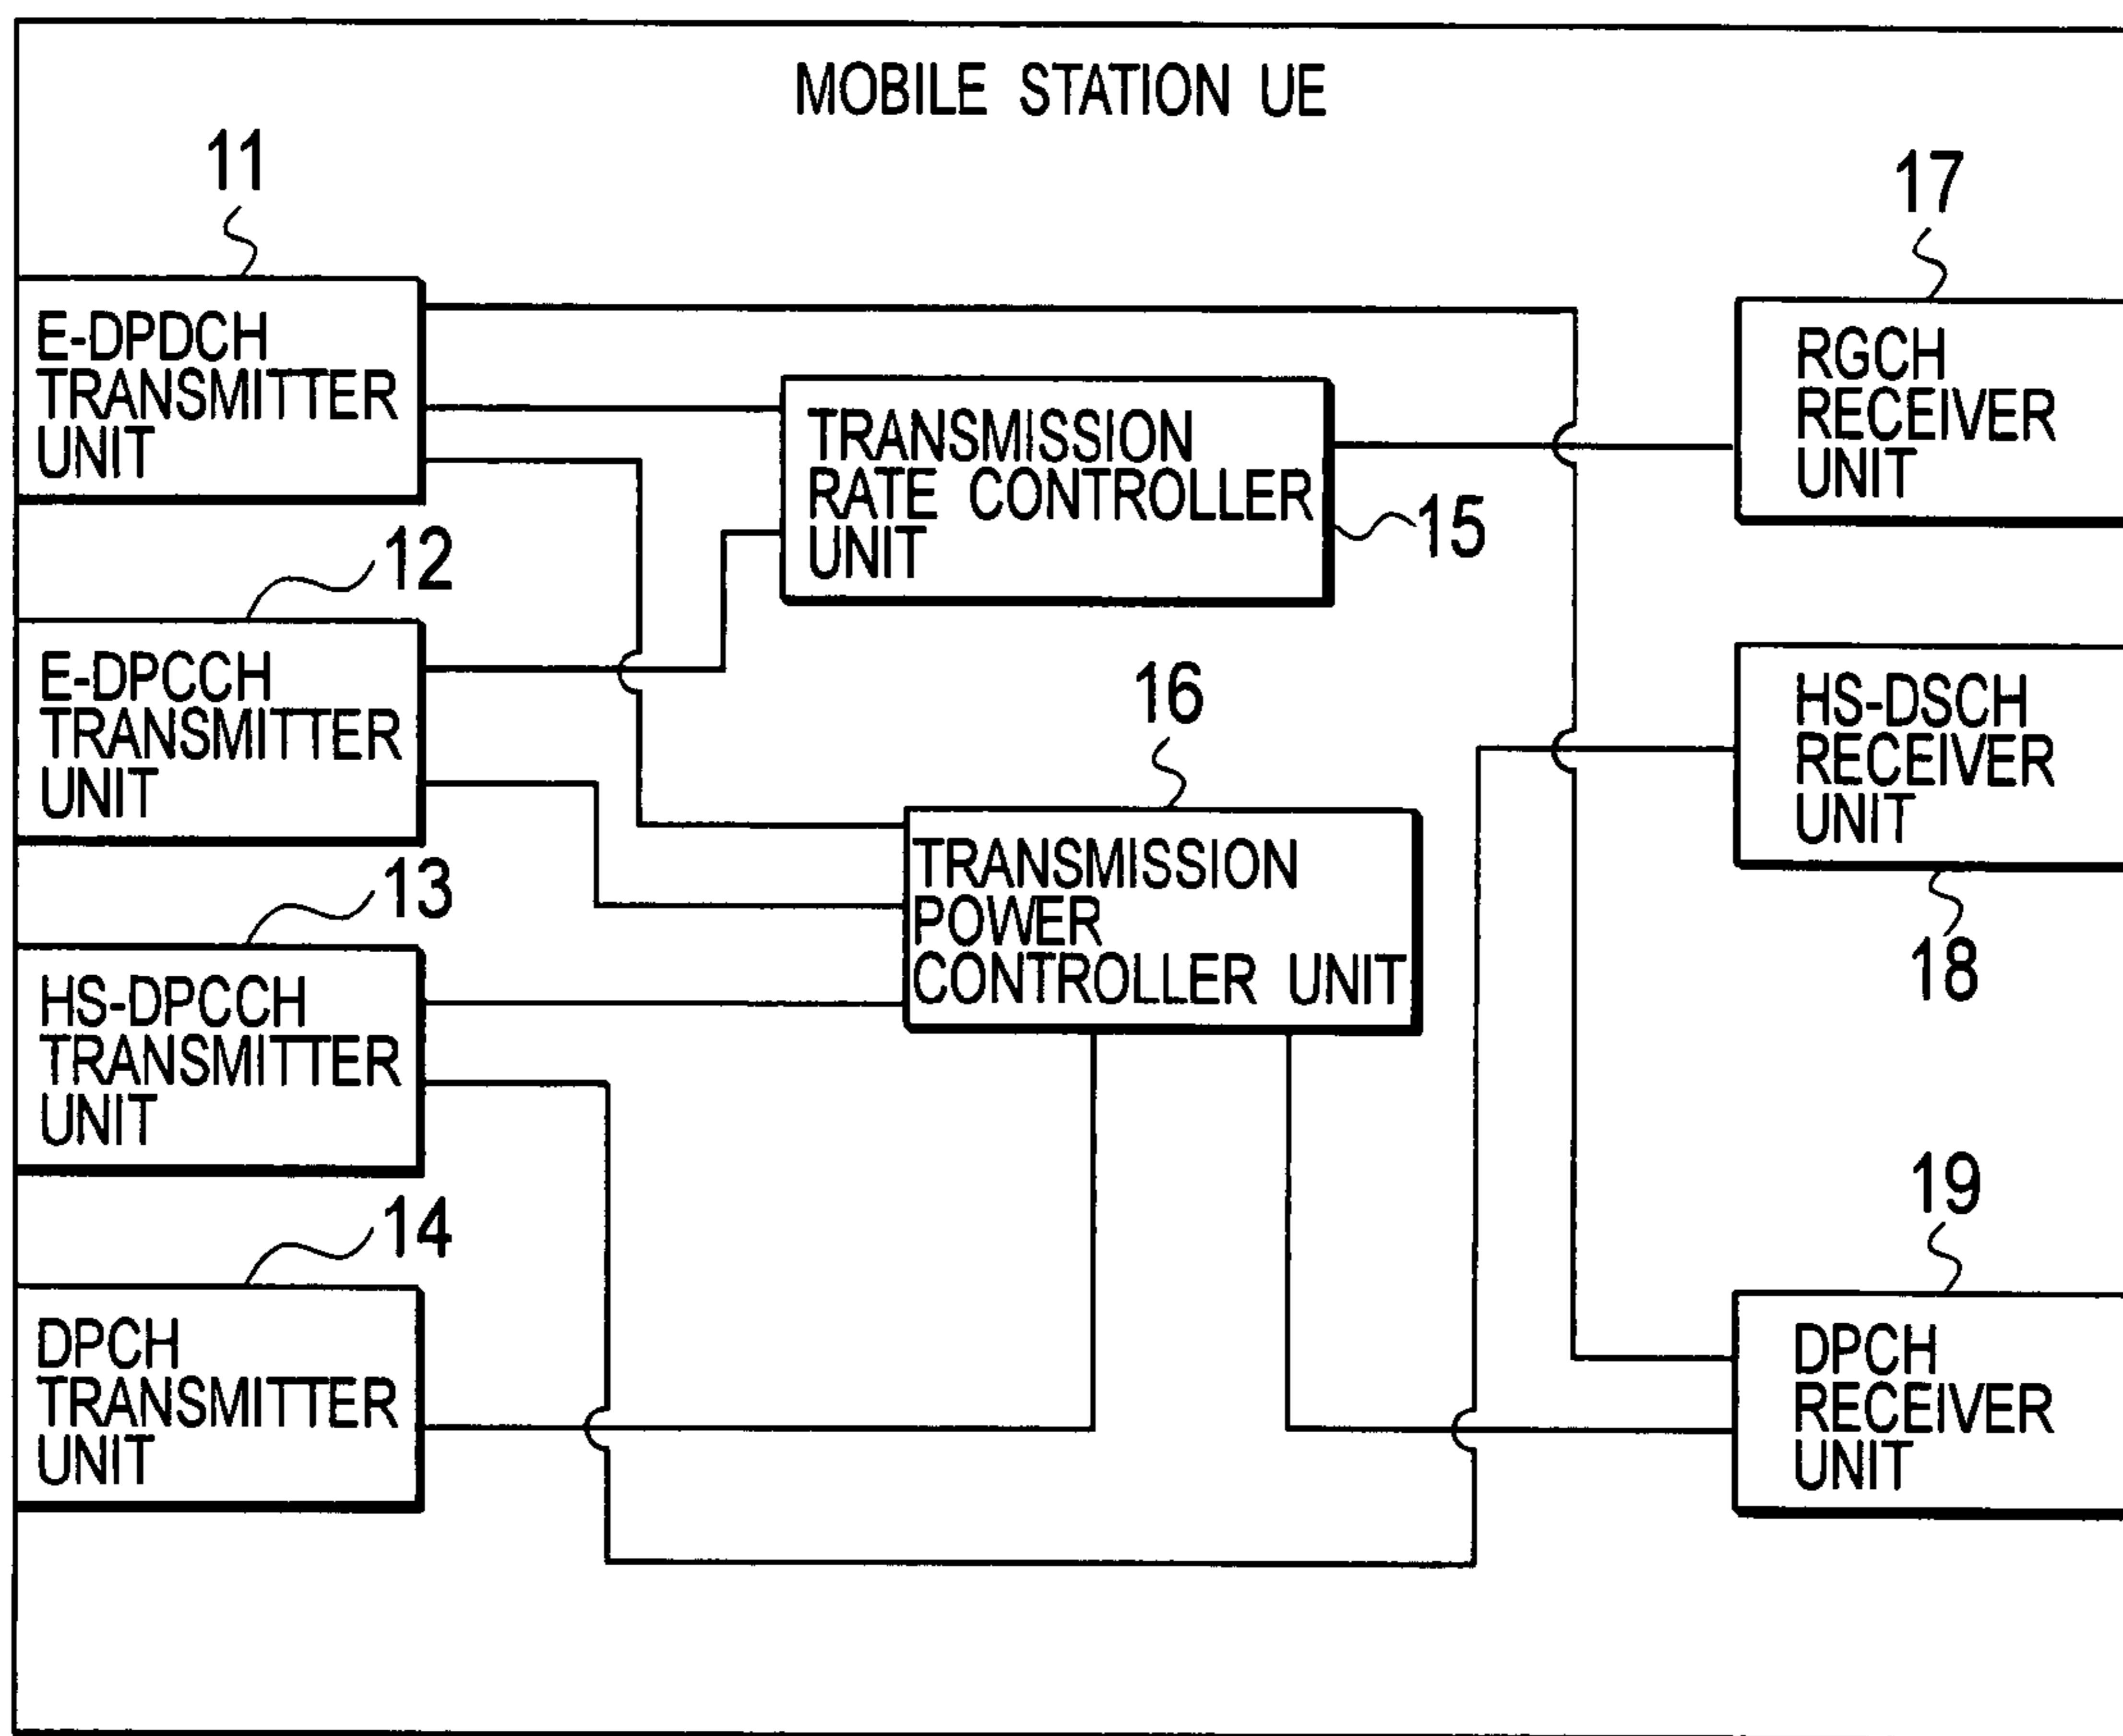 MOBILE STATION UE
11
E-DPDCH
TRANSMITTER
UNIT
12
E-DPCCH
TRANSMITTER
UNIT
13
HS-DPCCH
TRANSMITTER
UNIT
14
DPCH
TRANSMITTER
UNIT
TRANSMISSION
RATE CONTROLLER
UNIT
15
16
TRANSMISSION
POWER
CONTROLLER UNIT
17
RGCH
RECEIVER
UNIT
HS-DSCH
RECEIVER
UNIT
18
19
DPCH
RECEIVER
UNIT